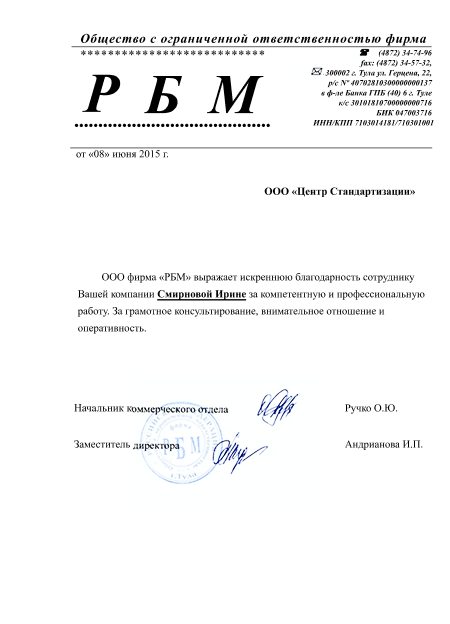 Общество с ограниченной ответственностью фирма
**************************
Р Б М
☎ (4872) 34-74-96
fax: (4872) 34-57-32,
✉ 300002 г. Тула ул. Герцена, 22,
р/с № 40702810300000000137
в ф-ле Банка ГПБ (40) б г. Туле
к/с 30101810700000000716
БИК 047003716
ИНН/КПП 7103014181/710301001
от «08» июня 2015 г.
ООО «Центр Стандартизации»
ООО фирма «РБМ» выражает искреннюю благодарность сотруднику
Вашей компании Смирновой Ирине за компетентную и профессиональную
работу. За грамотное консультирование, внимательное отношение и
оперативность.
Начальник коммерческого отдела Ручко О.Ю.
Заместитель директора Андрианова И.П.
фирма
РБМ
г.Тула